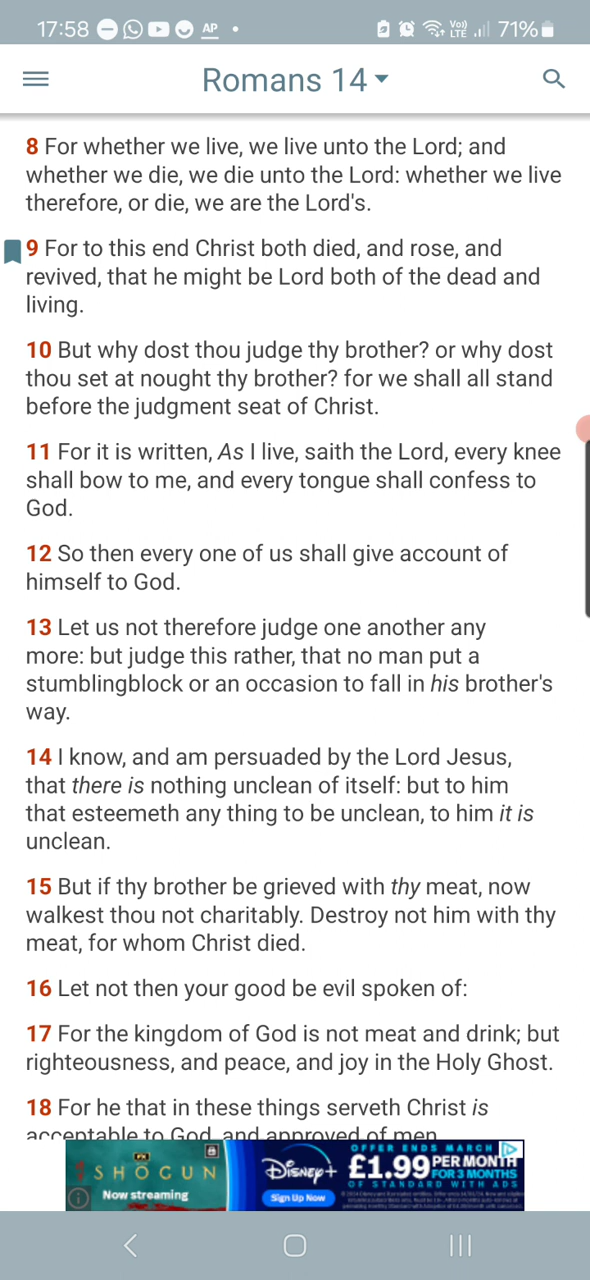 17:58 AP • Vo)) LTE 71%
Romans 14
8 For whether we live, we live unto the Lord; and
whether we die, we die unto the Lord: whether we live
therefore, or die, we are the Lord's.
9 For to this end Christ both died, and rose, and
revived, that he might be Lord both of the dead and
living.
10 But why dost thou judge thy brother? or why dost
thou set at nought thy brother? for we shall all stand
before the judgment seat of Christ.
11 For it is written, As I live, saith the Lord, every knee
shall bow to me, and every tongue shall confess to
God.
12 So then every one of us shall give account of
himself to God.
13 Let us not therefore judge one another any
more: but judge this rather, that no man put a
stumblingblock or an occasion to fall in his brother's
way.
14 I know, and am persuaded by the Lord Jesus,
that there is nothing unclean of itself: but to him
that esteemeth any thing to be unclean, to him it is
unclean.
15 But if thy brother be grieved with thy meat, now
walkest thou not charitably. Destroy not him with thy
meat, for whom Christ died.
16 Let not then your good be evil spoken of:
17 For the kingdom of God is not meat and drink; but
righteousness, and peace, and joy in the Holy Ghost.
18 For he that in these things serveth Christ is
acceptable to God, and approved of men.
FX
SHŌGUN
Now streaming
Disney+
Sign Up Now
OFFER ENDS MARCH
£1.99 PER MONTH
FOR 3 MONTHS
OF STANDARD WITH ADS